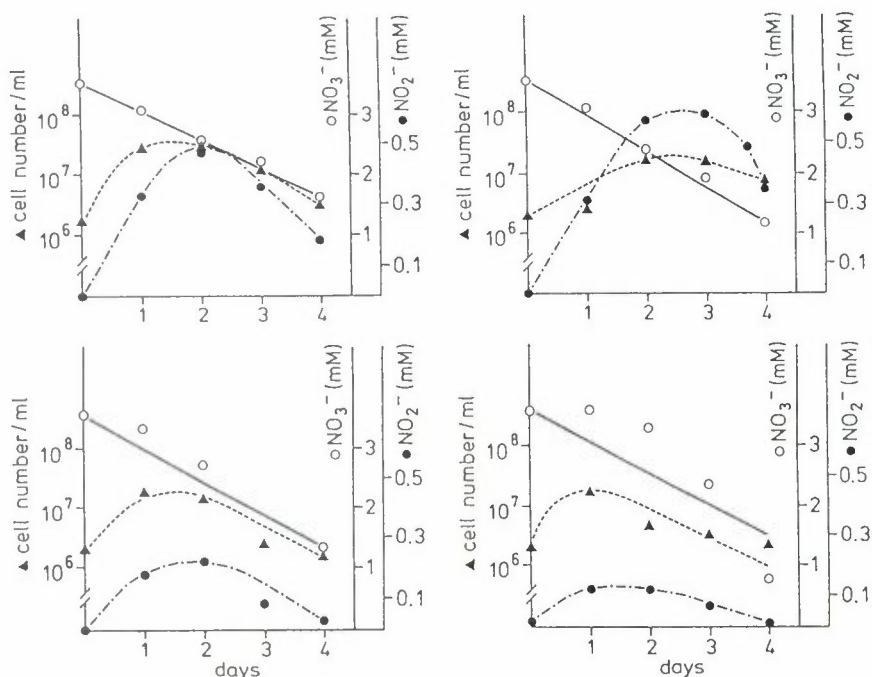 ▲ cell number/ml
10⁸
10⁷
10⁶
1 2 3 4
○ NO₃⁻ (mM)
3
2
1
● NO₂⁻ (mM)
0.5
0.3
0.1
▲ cell number/ml
10⁸
10⁷
10⁶
1 2 3 4
○ NO₃⁻ (mM)
3
2
1
● NO₂⁻ (mM)
0.5
0.3
0.1
▲ cell number/ml
10⁸
10⁷
10⁶
1 2 3 4
days
○ NO₃⁻ (mM)
3
2
1
● NO₂⁻ (mM)
0.5
0.3
0.1
▲ cell number/ml
10⁸
10⁷
10⁶
1 2 3 4
days
○ NO₃⁻ (mM)
3
2
1
● NO₂⁻ (mM)
0.5
0.3
0.1